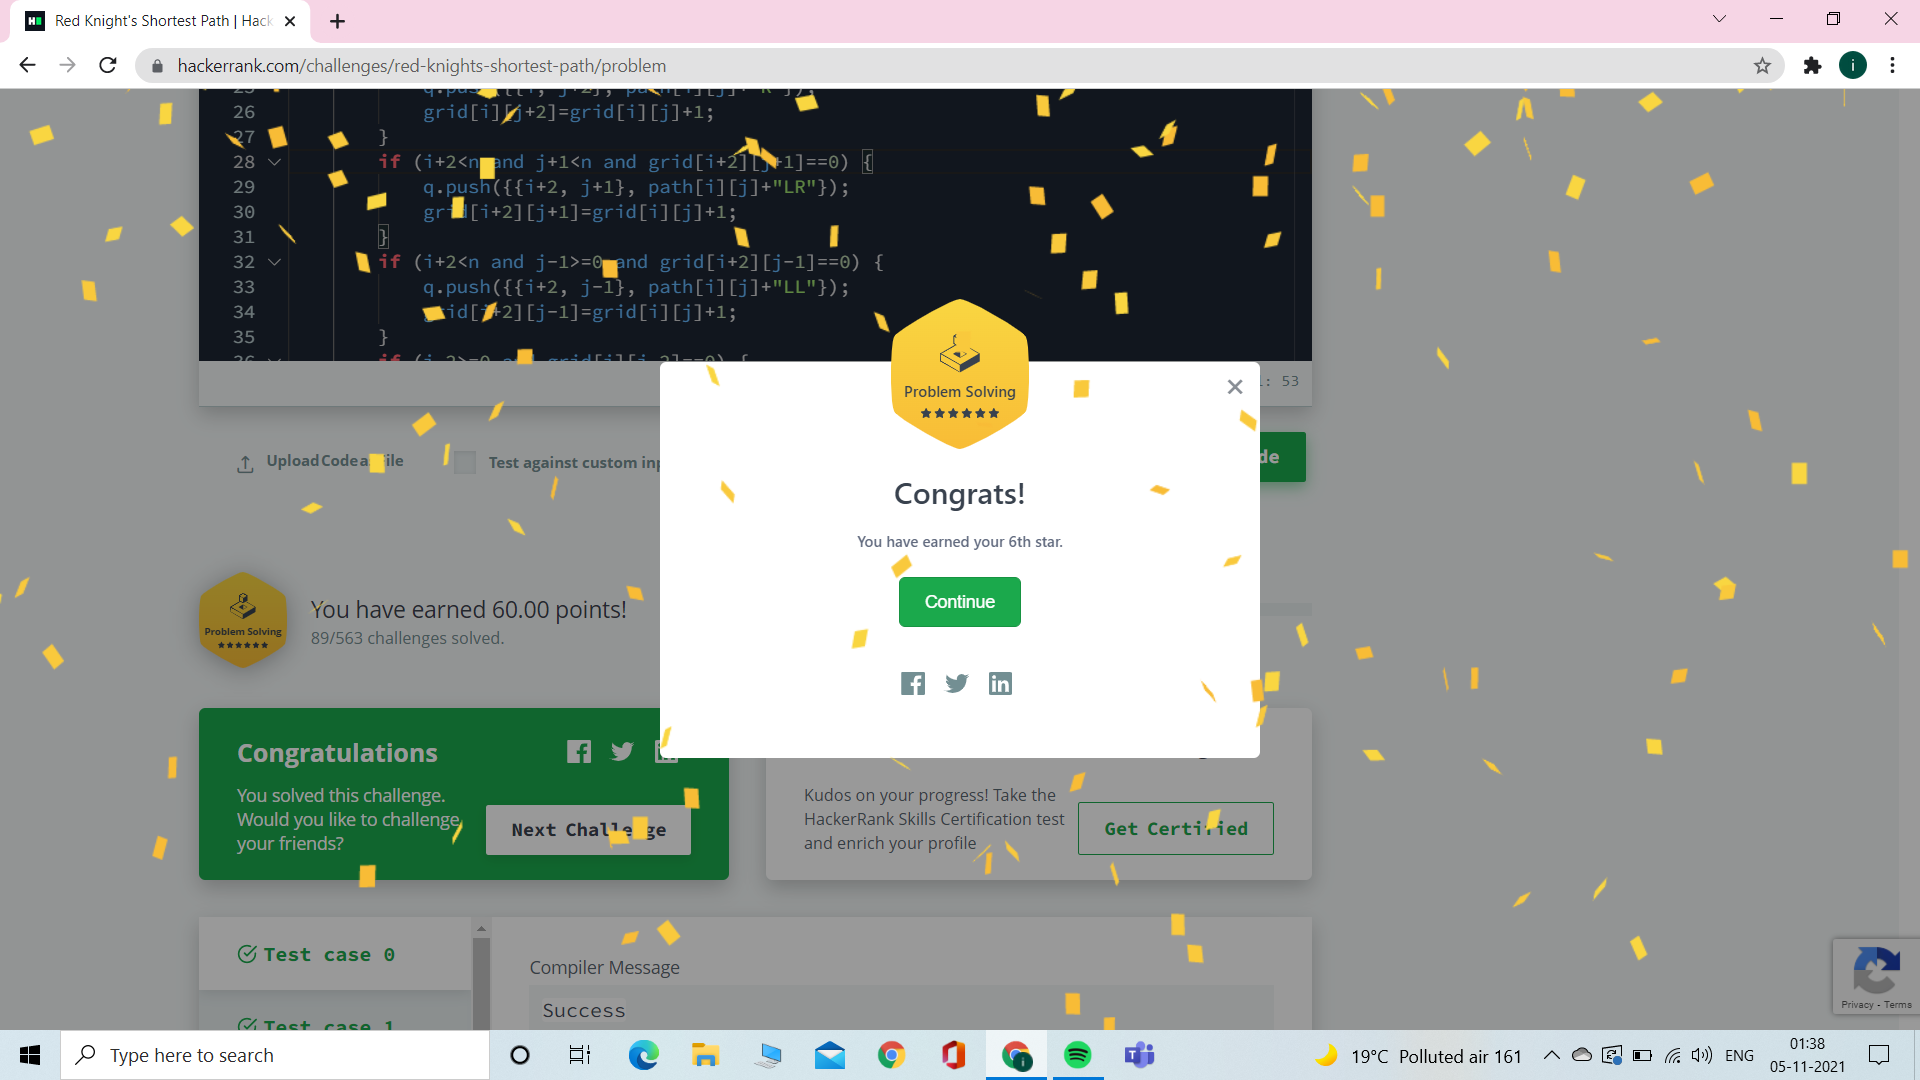 Red Knight's Shortest Path | Hack
hackerrank.com/challenges/red-knights-shortest-path/problem
i
26 grid[i][j+2]=grid[i][j]+1;
27 }
28 if (i+2<n and j+1<n and grid[i+2][j+1]==0) {
29 q.push({{i+2, j+1}, path[i][j]+"LR"});
30 grid[i+2][j+1]=grid[i][j]+1;
31 }
32 if (i+2<n and j-1>=0 and grid[i+2][j-1]==0) {
33 q.push({{i+2, j-1}, path[i][j]+"LL"});
34 grid[i+2][j-1]=grid[i][j]+1;
35 }
: 53
Upload Code as File
Test against custom inp
de
Problem Solving
Congrats!
You have earned your 6th star.
Continue
Problem Solving
You have earned 60.00 points!
89/563 challenges solved.
Congratulations
You solved this challenge.
Would you like to challenge
your friends?
Next Challenge
Kudos on your progress! Take the
HackerRank Skills Certification test
and enrich your profile
Get Certified
Test case 0
Test case 1
Compiler Message
Success
Privacy - Terms
Type here to search
19°C Polluted air 161
ENG
01:38
05-11-2021